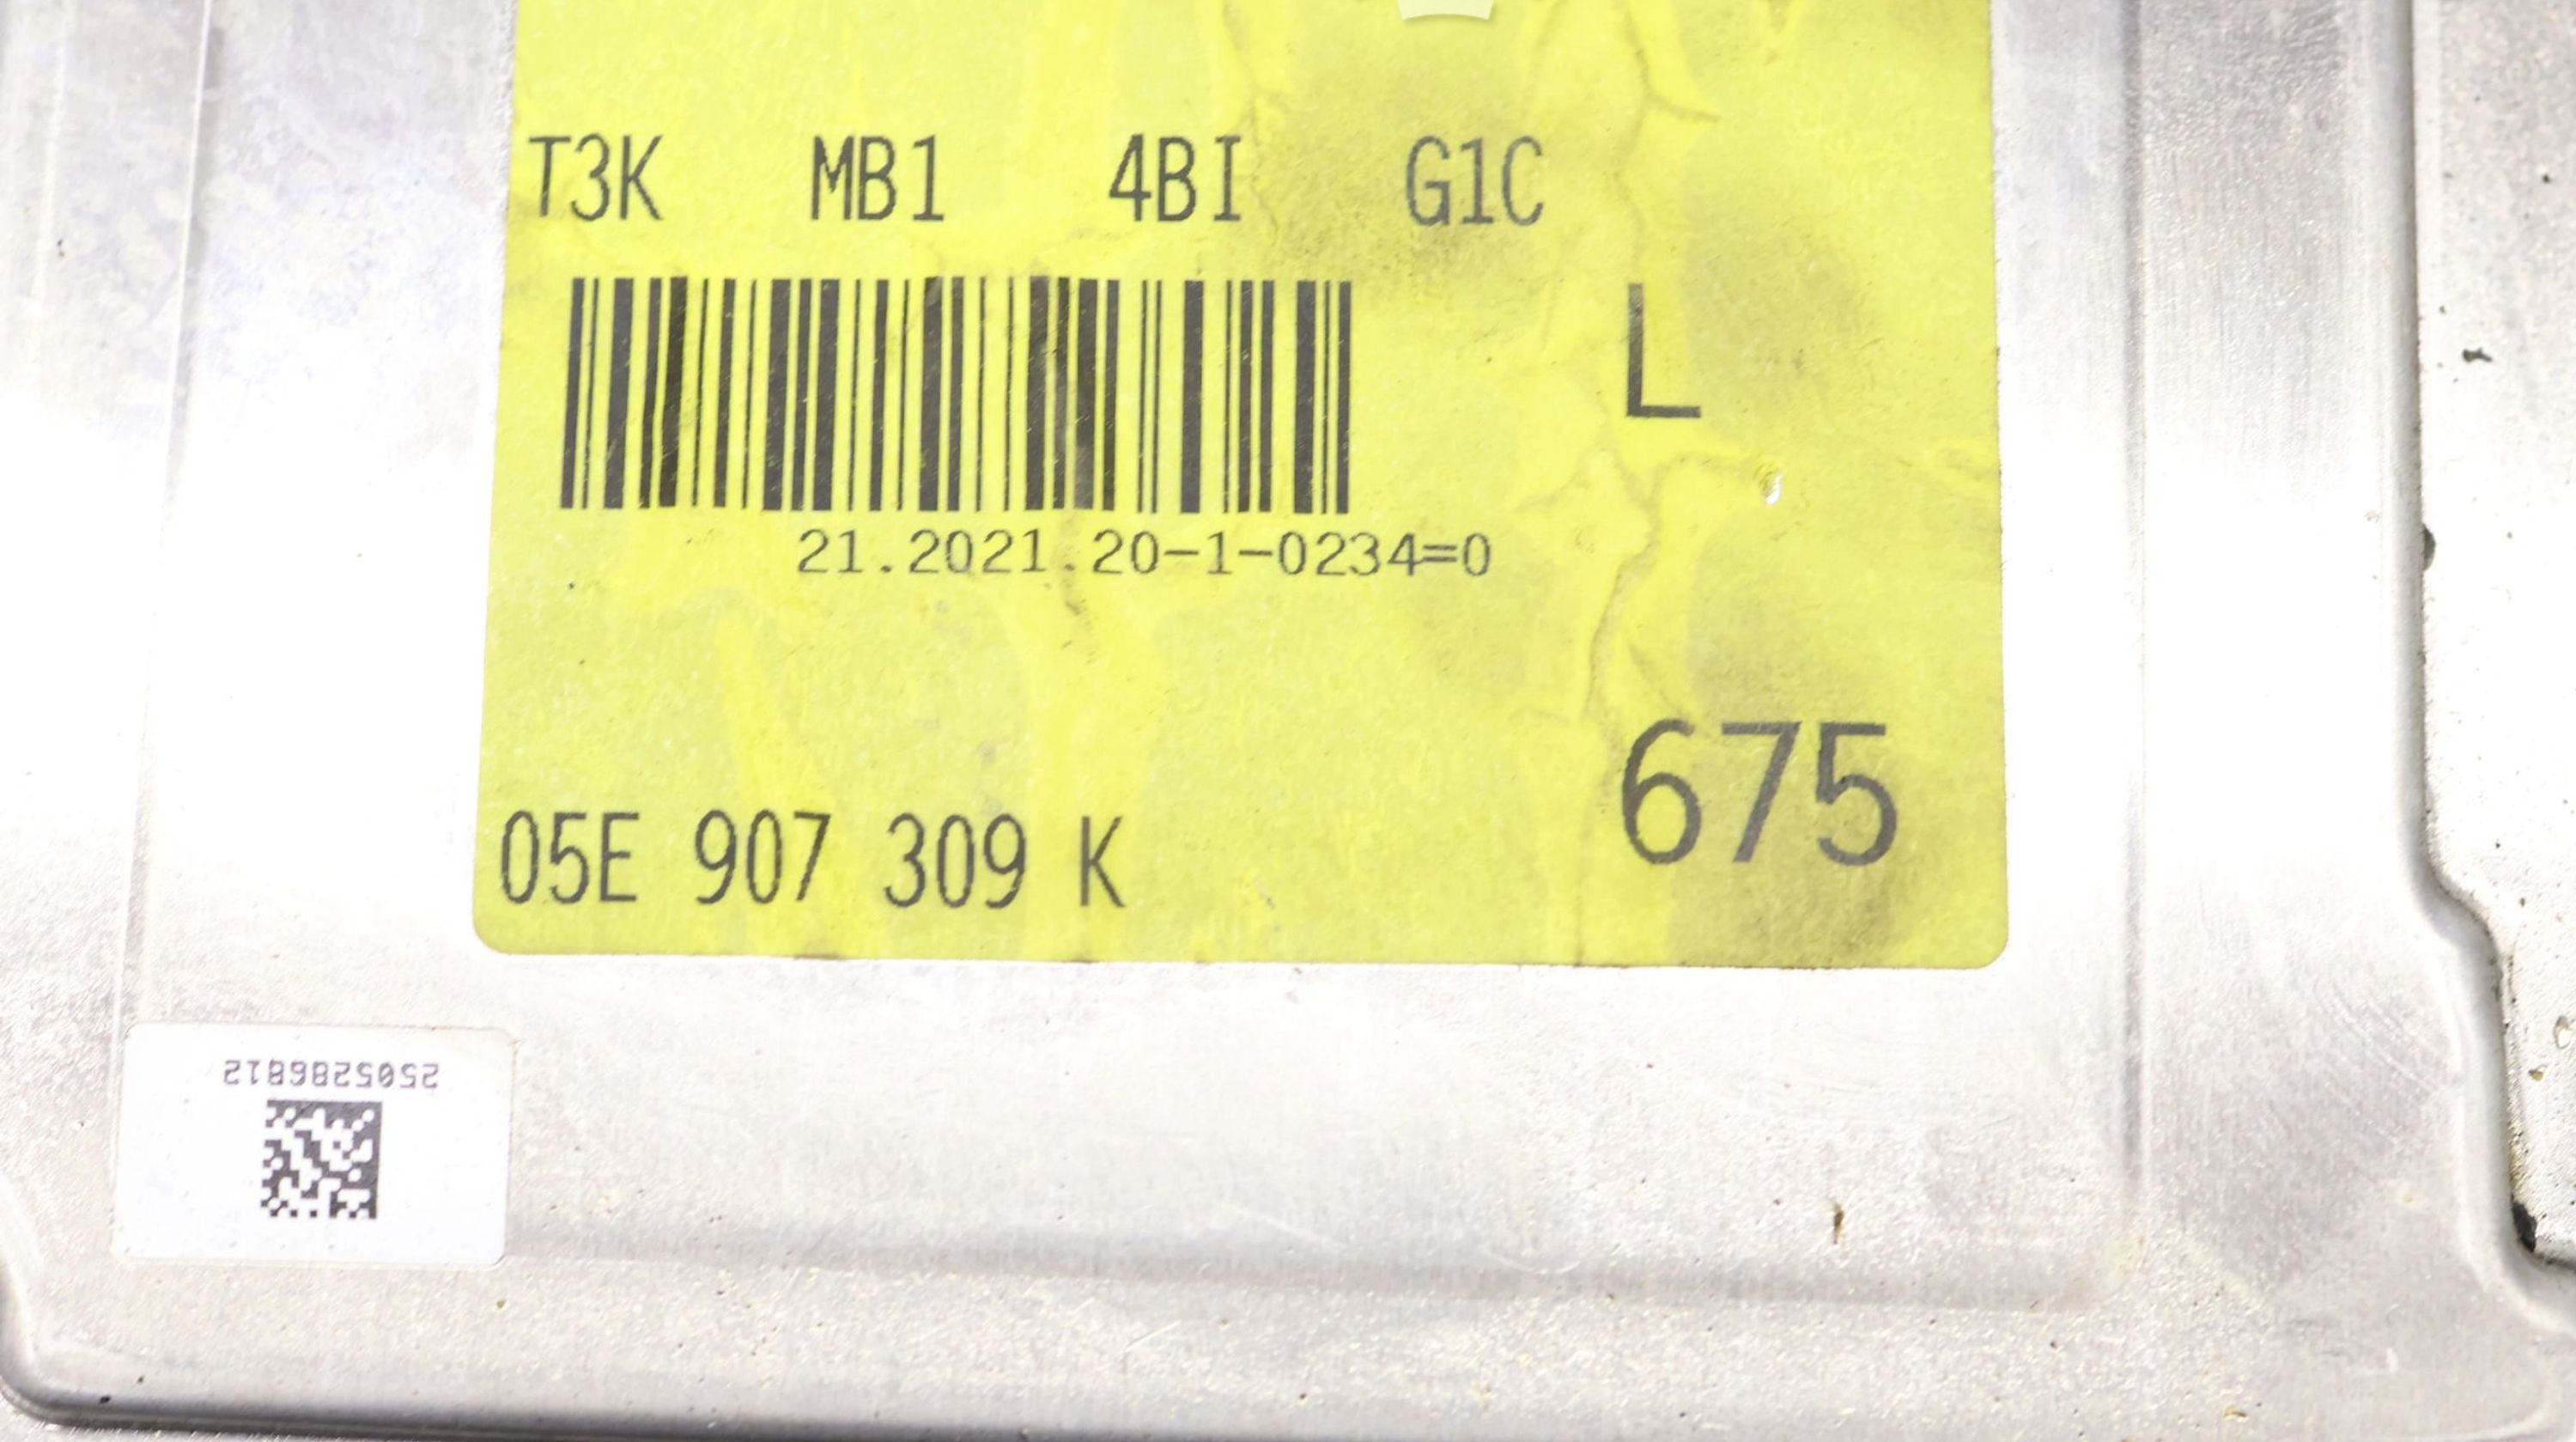 T3K MB1 4BI G1C
L
21.2021.20-1-0234=0
675
05E 907 309 K
2505286812